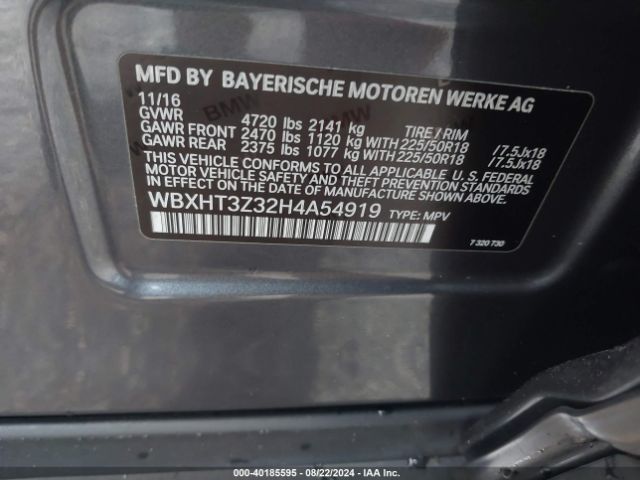 MFD BY BAYERISCHE MOTOREN WERKE AG
11/16
GVWR 4720 lbs 2141 kg TIRE / RIM
GAWR FRONT 2470 lbs 1120 kg WITH 225/50R18 /7.5Jx18
GAWR REAR 2375 lbs 1077 kg WITH 225/50R18 /7.5Jx18
THIS VEHICLE CONFORMS TO ALL APPLICABLE U. S. FEDERAL
MOTOR VEHICLE SAFETY AND THEFT PREVENTION STANDARDS
IN EFFECT ON THE DATE OF MANUFACTURE SHOWN ABOVE.
WBXHT3Z32H4A54919 TYPE: MPV
7 320 730
000-40185595 - 08/22/2024 - IAA Inc.